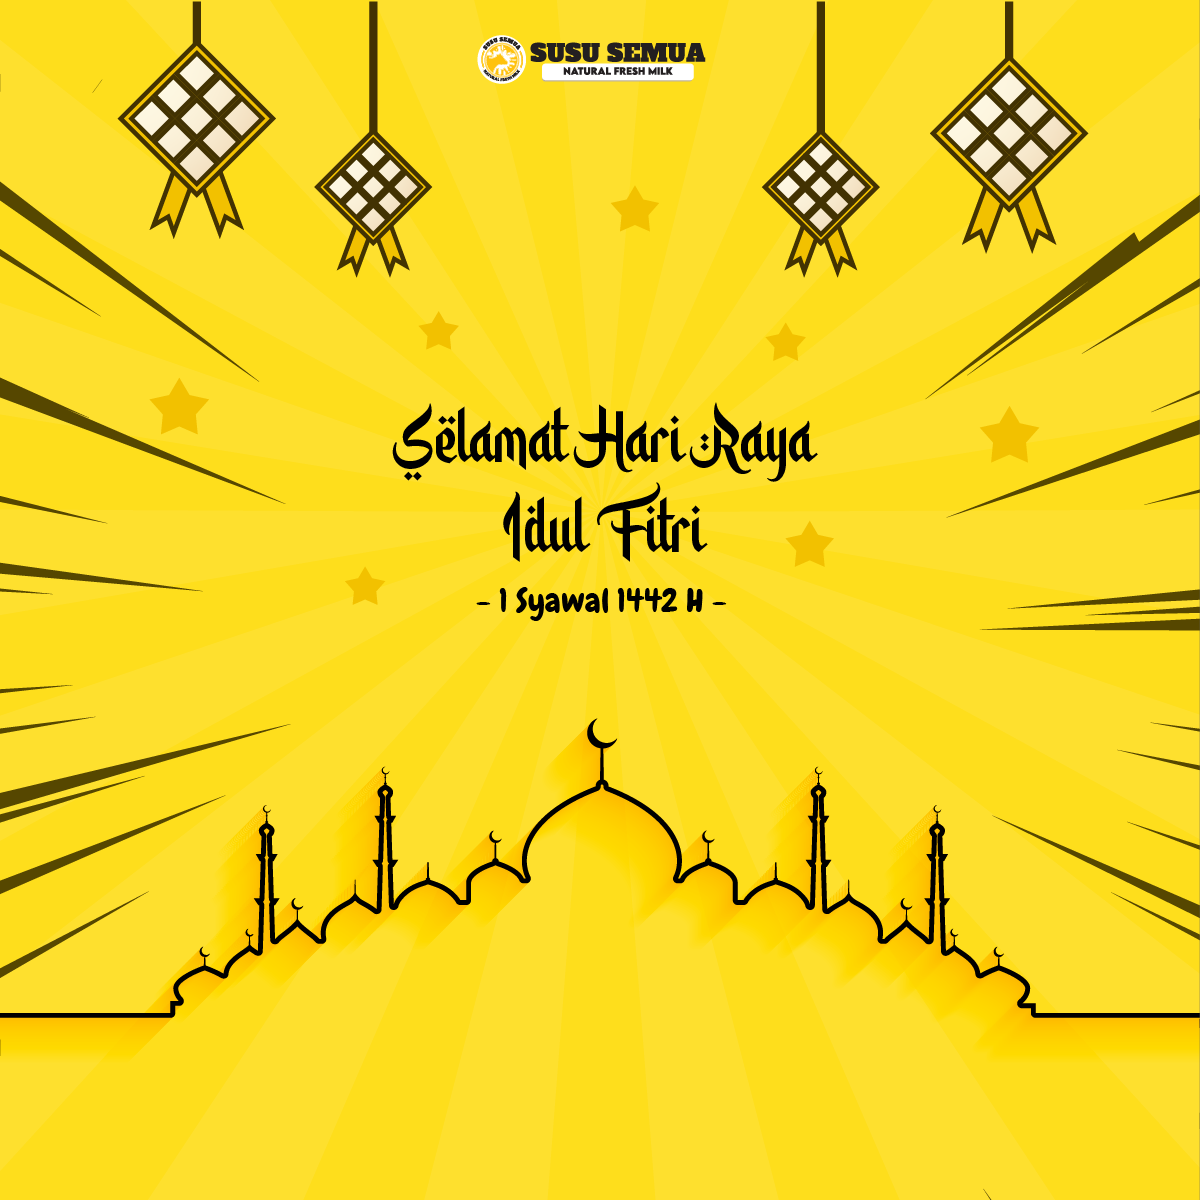 SUSU SEMUA
NATURAL FRESH MILK
SUSU SEMUA
NATURAL FRESH MILK
Selamat Hari Raya
Idul Fitri
- 1 Syawal 1442 H -